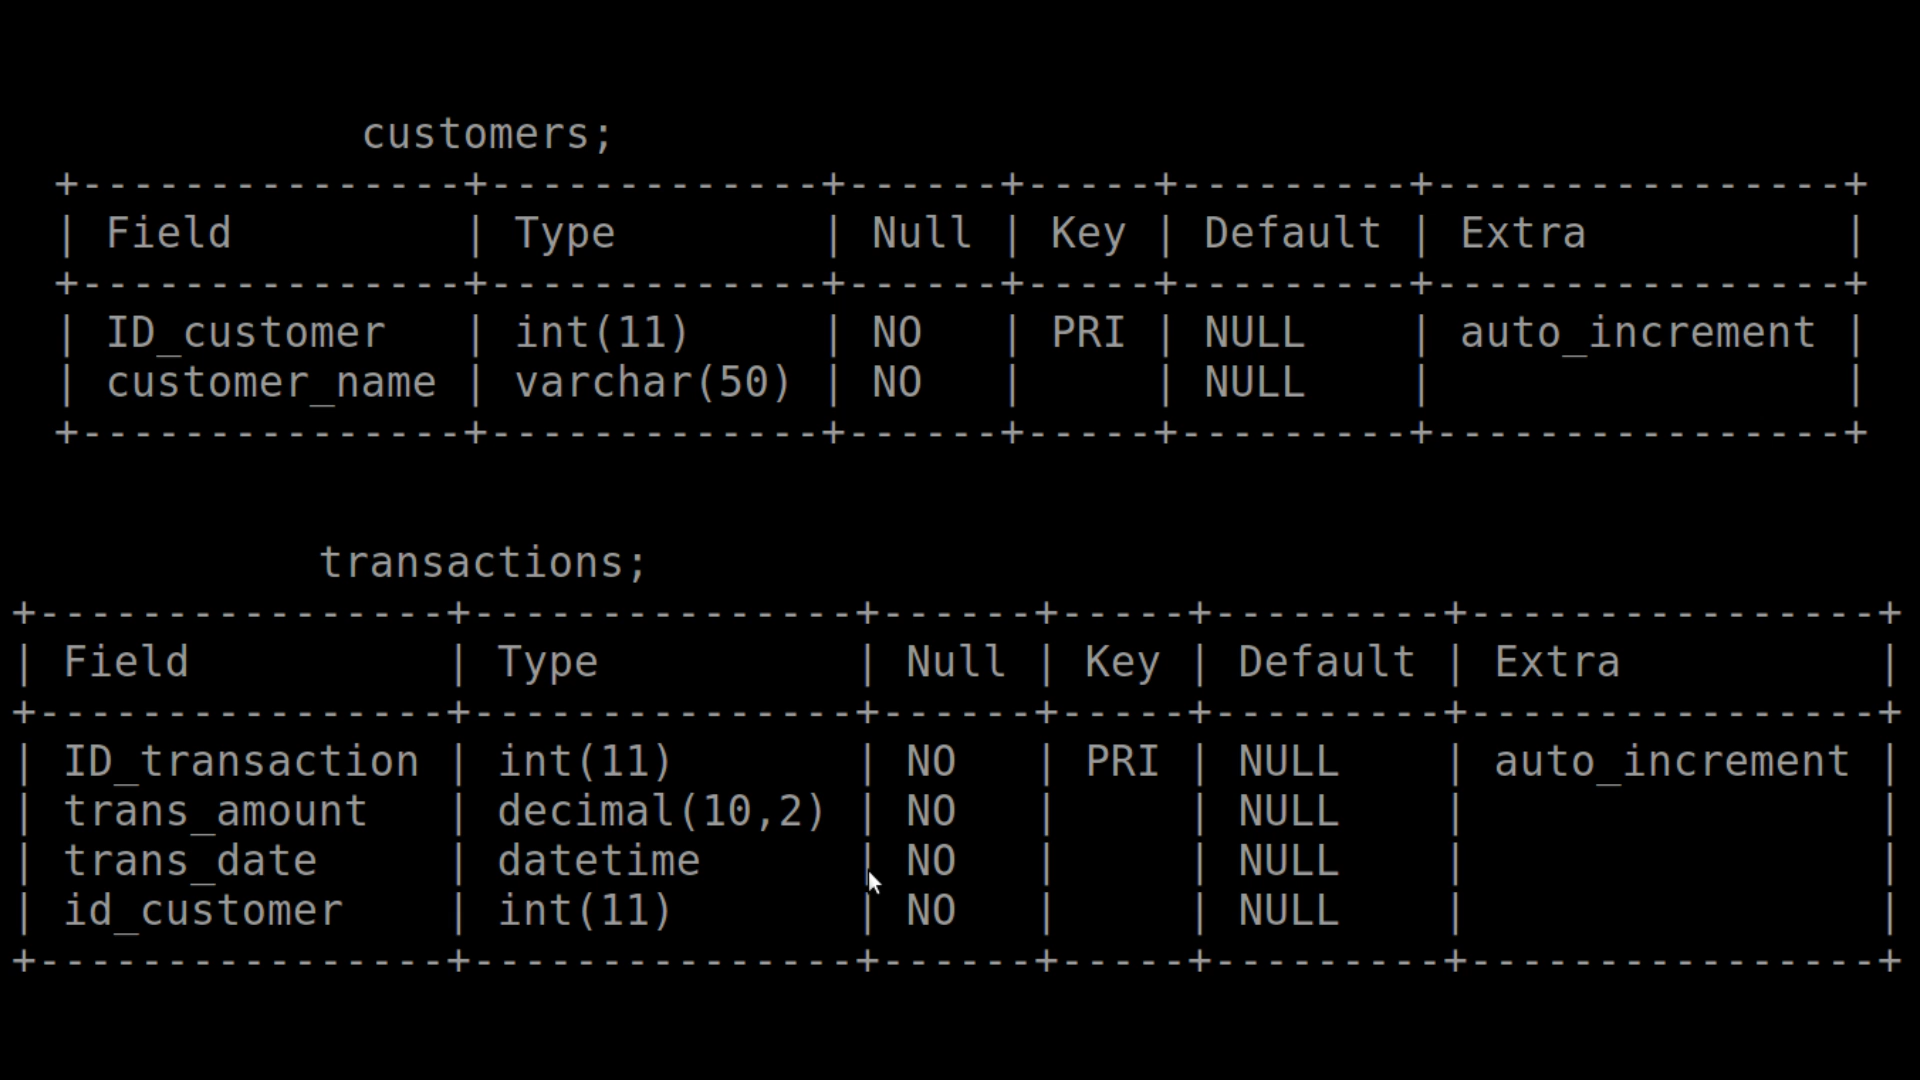 customers;
+---------------+-------------+------+-----+---------+----------------+
| Field         | Type        | Null | Key | Default | Extra          |
+---------------+-------------+------+-----+---------+----------------+
| ID_customer   | int(11)     | NO   | PRI | NULL    | auto_increment |
| customer_name | varchar(50) | NO   |     | NULL    |                |
+---------------+-------------+------+-----+---------+----------------+
transactions;
+----------------+---------------+------+-----+---------+----------------+
| Field          | Type          | Null | Key | Default | Extra          |
+----------------+---------------+------+-----+---------+----------------+
| ID_transaction | int(11)       | NO   | PRI | NULL    | auto_increment |
| trans_amount   | decimal(10,2) | NO   |     | NULL    |                |
| trans_date     | datetime      | NO   |     | NULL    |                |
| id_customer    | int(11)       | NO   |     | NULL    |                |
+----------------+---------------+------+-----+---------+----------------+